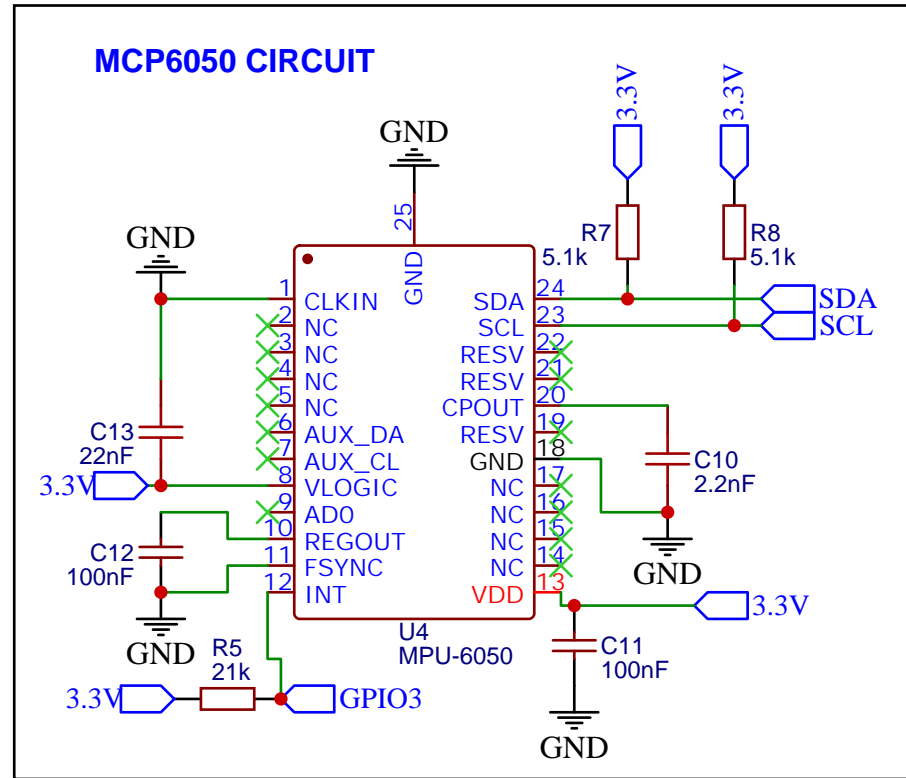 MCP6050 CIRCUIT
3.3V
3.3V
GND
25
GND
R7
5.1k
R8
5.1k
GND
1 CLKIN
2 NC
3 NC
4 NC
5 NC
6 AUX_DA
7 AUX_CL
8 VLOGIC
9 AD0
10 REGOUT
11 FSYNC
12 INT
SDA 24
SCL 23
RESV 22
RESV 21
CPOUT 20
RESV 19
GND 18
NC 17
NC 16
NC 15
NC 14
VDD 13
SDA
SCL
C13
22nF
3.3V
C12
100nF
GND
C10
2.2nF
GND
3.3V
U4
MPU-6050
C11
100nF
GND
R5
21k
3.3V
GPIO3